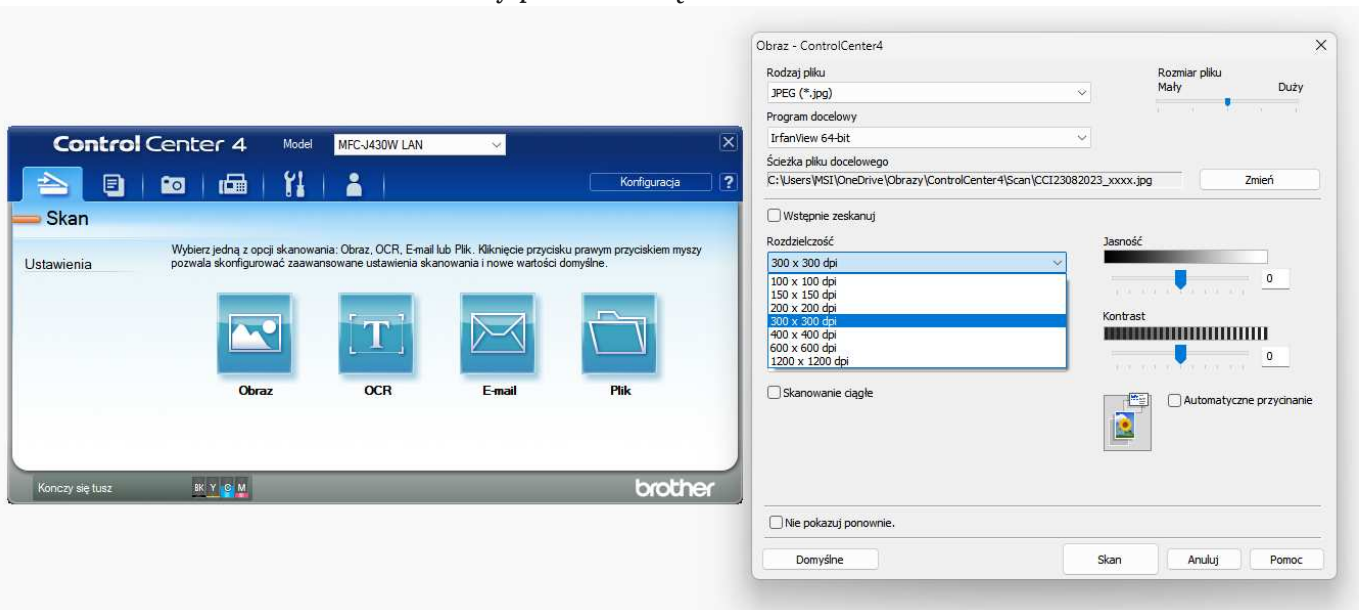 Control Center 4
Model
MFC-J430W LAN
Konfiguracja
?
Skan
Ustawienia
Wybierz jedną z opcji skanowania: Obraz, OCR, E-mail lub Plik. Kliknięcie przycisku prawym przyciskiem myszy
pozwala skonfigurować zaawansowane ustawienia skanowania i nowe wartości domyślne.
T
Obraz
OCR
E-mail
Plik
Konczy się tusz
BK Y C M
brother
Obraz - ControlCenter4
Rodzaj pliku
JPEG (*.jpg)
Rozmiar pliku
Mały
Duży
Program docelowy
IrfanView 64-bit
Ścieżka pliku docelowego
C:\Users\MSI\OneDrive\Obrazy\ControlCenter4\Scan\CCI23082023_xxxx.jpg
Zmień
Wstępnie zeskanuj
Rozdzielczość
300 x 300 dpi
100 x 100 dpi
150 x 150 dpi
200 x 200 dpi
300 x 300 dpi
400 x 400 dpi
600 x 600 dpi
1200 x 1200 dpi
Jasność
0
Kontrast
0
Skanowanie ciągłe
Automatyczne przycinanie
Nie pokazuj ponownie.
Domyślne
Skan
Anuluj
Pomoc